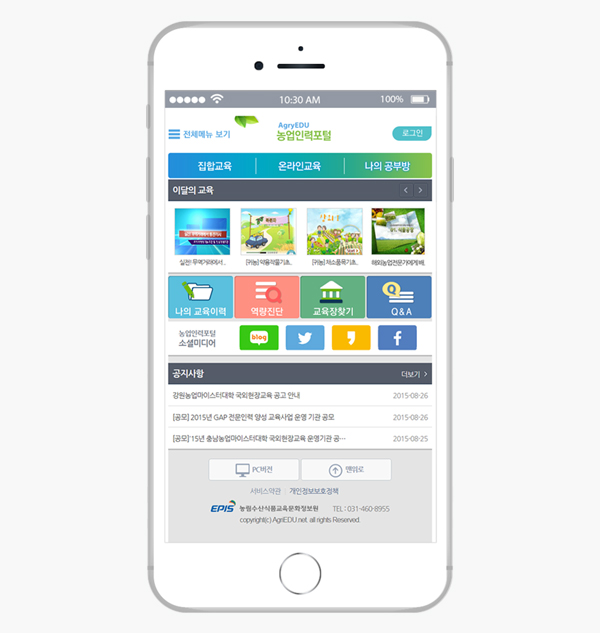 10:30 AM 100%
전체메뉴 보기
AgryEDU
농업인력포털
로그인
집합교육 온라인교육 나의 공부방
이달의 교육
실전! 무역거래에서 ..
[귀농] 약용작물기초..
[귀농] 채소품목기초..
해외농업전문가에게 배..
나의 교육이력 역량진단 교육장찾기 Q&A
농업인력포털
소셜미디어
blog
공지사항 더보기 >
강원농업마이스터대학 국외현장교육 공고 안내 2015-08-26
[공모] 2015년 GAP 전문인력 양성 교육사업 운영 기관 공모 2015-08-26
[공모]'15년 충남농업마이스터대학 국외현장교육 운영기관 공··· 2015-08-25
PC버전 맨위로
서비스약관 | 개인정보보호정책
EPIS 농림수산식품교육문화정보원 TEL : 031-460-8955
copyright(c) AgriEDU.net. all rights Reserved.